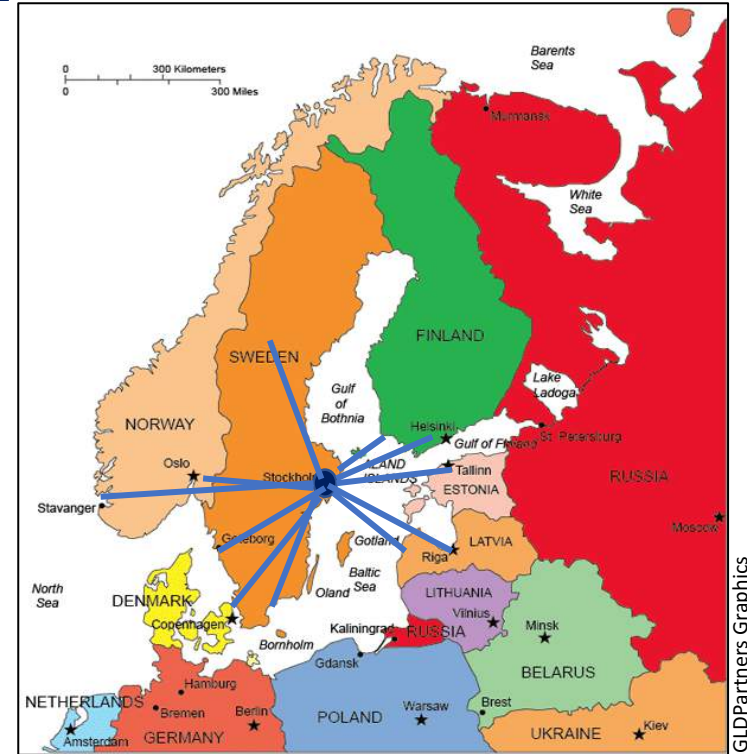 Barents
Sea
0 300 Kilometers
0 300 Miles
Murmansk
White
Sea
FINLAND
SWEDEN
Lake
Ladoga
Gulf
of
Bothnia
NORWAY
Helsinki
Gulf of Finland
St. Petersburg
Oslo
ALAND
ISLANDS
Tallinn
Stockholm
RUSSIA
ESTONIA
Stavanger
Moscow
Goteborg
Gotland
LATVIA
Riga
Baltic
Sea
North
Sea
Oland
LITHUANIA
DENMARK
Vilnius
Copenhagen
Kaliningrad
RUSSIA
Minsk
Bornholm
Gdansk
BELARUS
Hamburg
NETHERLANDS
Brest
Bremen
Berlin
Warsaw
POLAND
Kiev
UKRAINE
Amsterdam
GERMANY
GLDPartners Graphics